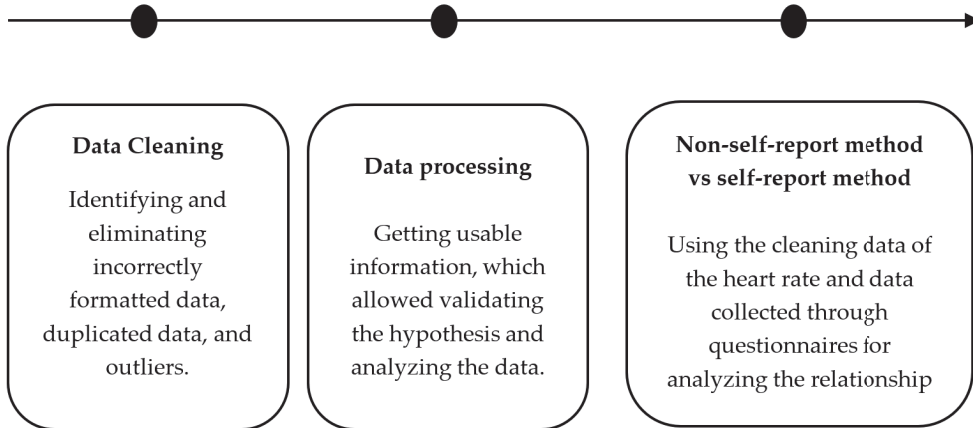 Data Cleaning
Identifying and
eliminating
incorrectly
formatted data,
duplicated data, and
outliers.
Data processing
Getting usable
information, which
allowed validating
the hypothesis and
analyzing the data.
Non-self-report method
vs self-report method
Using the cleaning data of
the heart rate and data
collected through
questionnaires for
analyzing the relationship